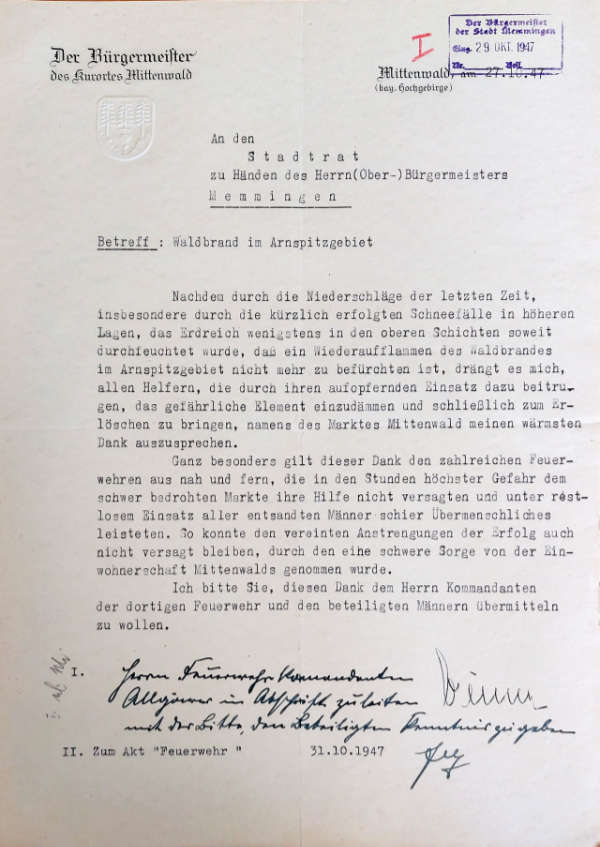 Der Bürgermeister
der Stadt Memmingen
Eing. 29 OKT. 1947
Nr. Beil.
I
Der Bürgermeister
des Kurortes Mittenwald
Mittenwald, am 27.10.47
(bay. Hochgebirge)
An den
Stadtrat
zu Händen des Herrn(Ober-)Bürgermeisters
Memmingen
Betreff : Waldbrand im Arnspitzgebiet
Nachdem durch die Niederschläge der letzten Zeit,
insbesondere durch die kürzlich erfolgten Schneefälle in höheren
Lagen, das Erdreich wenigstens in den oberen Schichten soweit
durchfeuchtet wurde, daß ein Wiederaufflammen des Waldbrandes
im Arnspitzgebiet nicht mehr zu befürchten ist, drängt es mich,
allen Helfern, die durch ihren aufopfernden Einsatz dazu beitru-
gen, das gefährliche Element einzudämmen und schließlich zum Er-
löschen zu bringen, namens des Marktes Mittenwald meinen wärmsten
Dank auszusprechen.
Ganz besonders gilt dieser Dank den zahlreichen Feuer-
wehren aus nah und fern, die in den Stunden höchster Gefahr dem
schwer bedrohten Markte ihre Hilfe nicht versagten und unter rest-
losem Einsatz aller entsandten Männer schier Übermenschliches
leisteten. So konnte den vereinten Anstrengungen der Erfolg auch
nicht versagt bleiben, durch den eine schwere Sorge von der Ein-
wohnerschaft Mittenwalds genommen wurde.
Ich bitte Sie, diesen Dank dem Herrn Kommandanten
der dortigen Feuerwehr und den beteiligten Männern übermitteln
zu wollen.
I. Herrn Feuerwehrkomandanten
Allgöwer in Abschrift zuleiten
mit der Bitte, den Beteiligten Kenntnis zu geben
II. Zum Akt "Feuerwehr " 31.10.1947